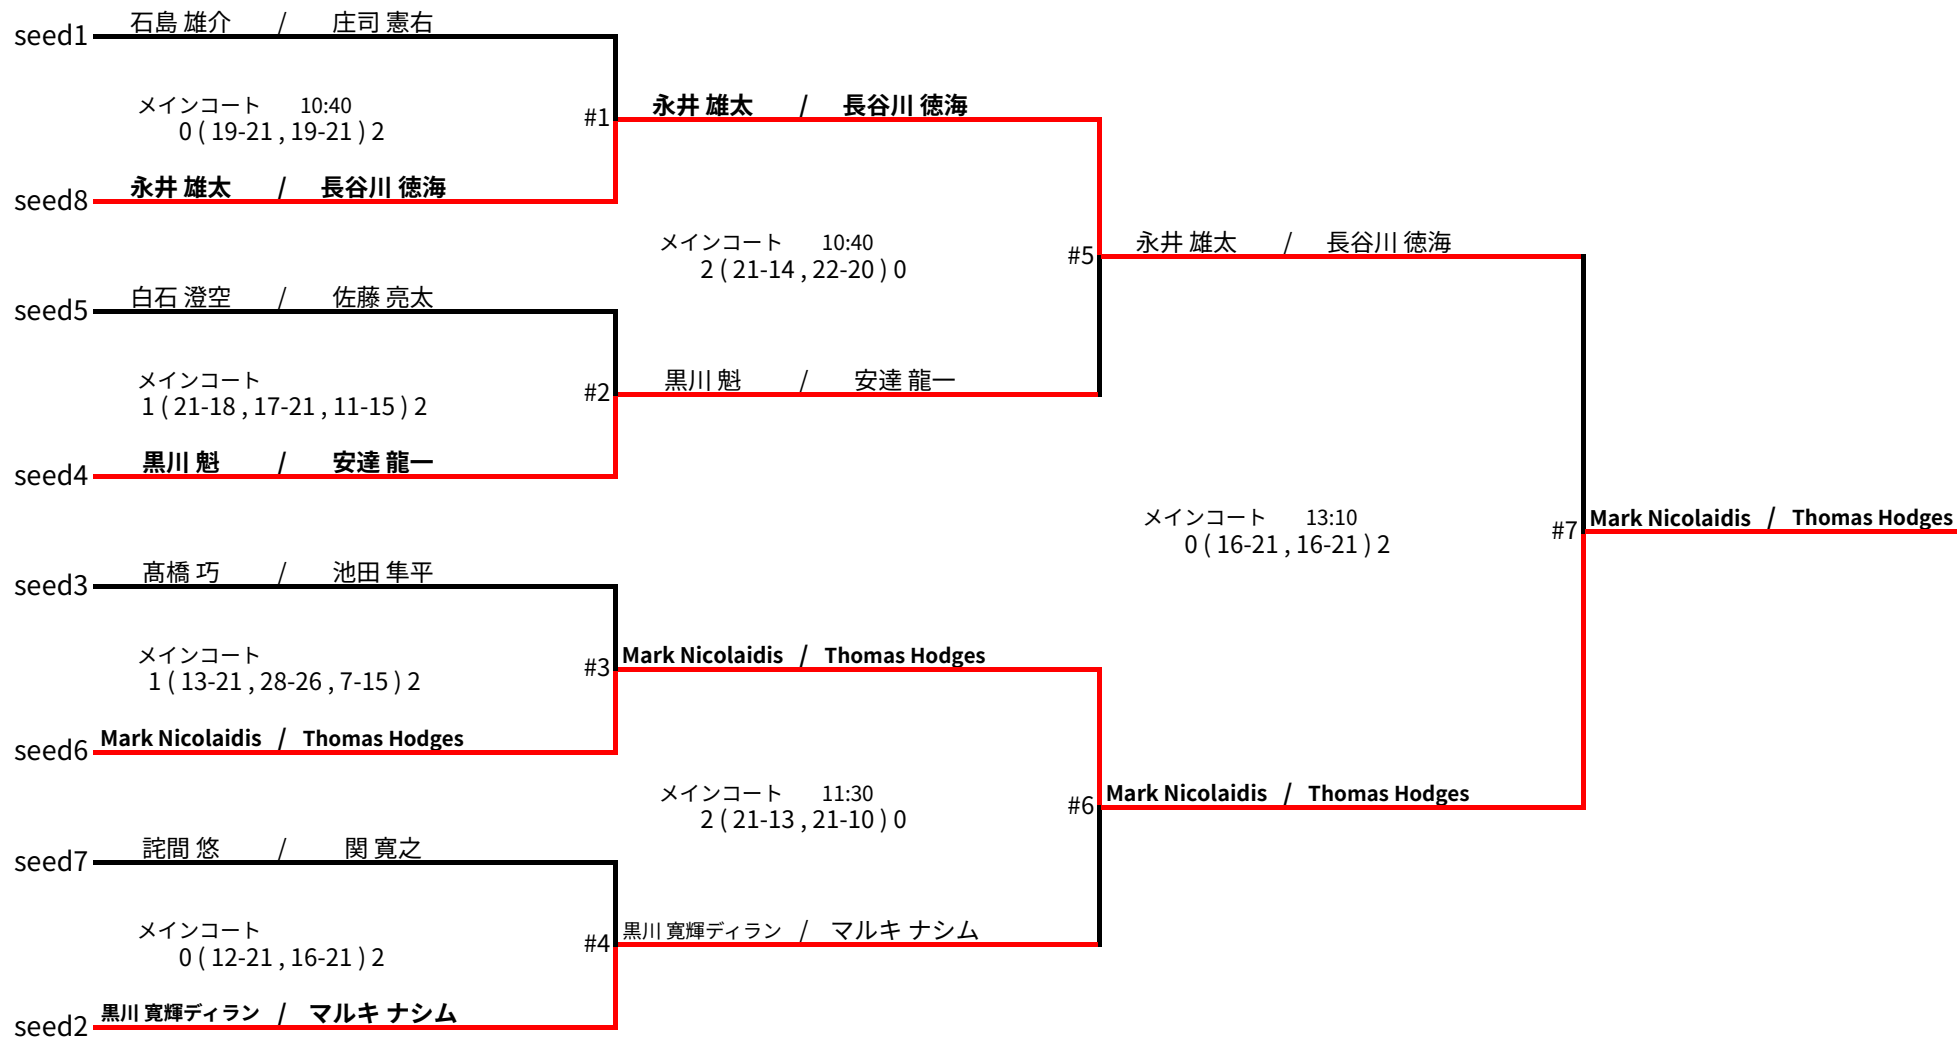 seed1 石島 雄介 / 庄司 憲右
メインコート 10:40
0 ( 19-21 , 19-21 ) 2
#1 永井 雄太 / 長谷川 徳海
seed8 永井 雄太 / 長谷川 徳海
メインコート 10:40
2 ( 21-14 , 22-20 ) 0
#5 永井 雄太 / 長谷川 徳海
seed5 白石 澄空 / 佐藤 亮太
メインコート
1 ( 21-18 , 17-21 , 11-15 ) 2
#2 黒川 魁 / 安達 龍一
seed4 黒川 魁 / 安達 龍一
メインコート 13:10
0 ( 16-21 , 16-21 ) 2
#7 Mark Nicolaidis / Thomas Hodges
seed3 髙橋 巧 / 池田 隼平
メインコート
1 ( 13-21 , 28-26 , 7-15 ) 2
#3 Mark Nicolaidis / Thomas Hodges
seed6 Mark Nicolaidis / Thomas Hodges
メインコート 11:30
2 ( 21-13 , 21-10 ) 0
#6 Mark Nicolaidis / Thomas Hodges
seed7 詫間 悠 / 関 寛之
メインコート
0 ( 12-21 , 16-21 ) 2
#4 黒川 寛輝ディラン / マルキ ナシム
seed2 黒川 寛輝ディラン / マルキ ナシム